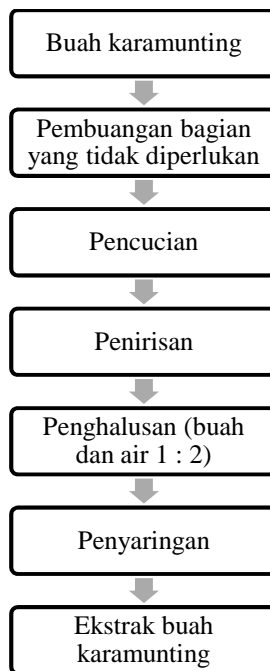 Buah karamunting
Pembuangan bagian
yang tidak diperlukan
Pencucian
Penirisan
Penghalusan (buah
dan air 1 : 2)
Penyaringan
Ekstrak buah
karamunting